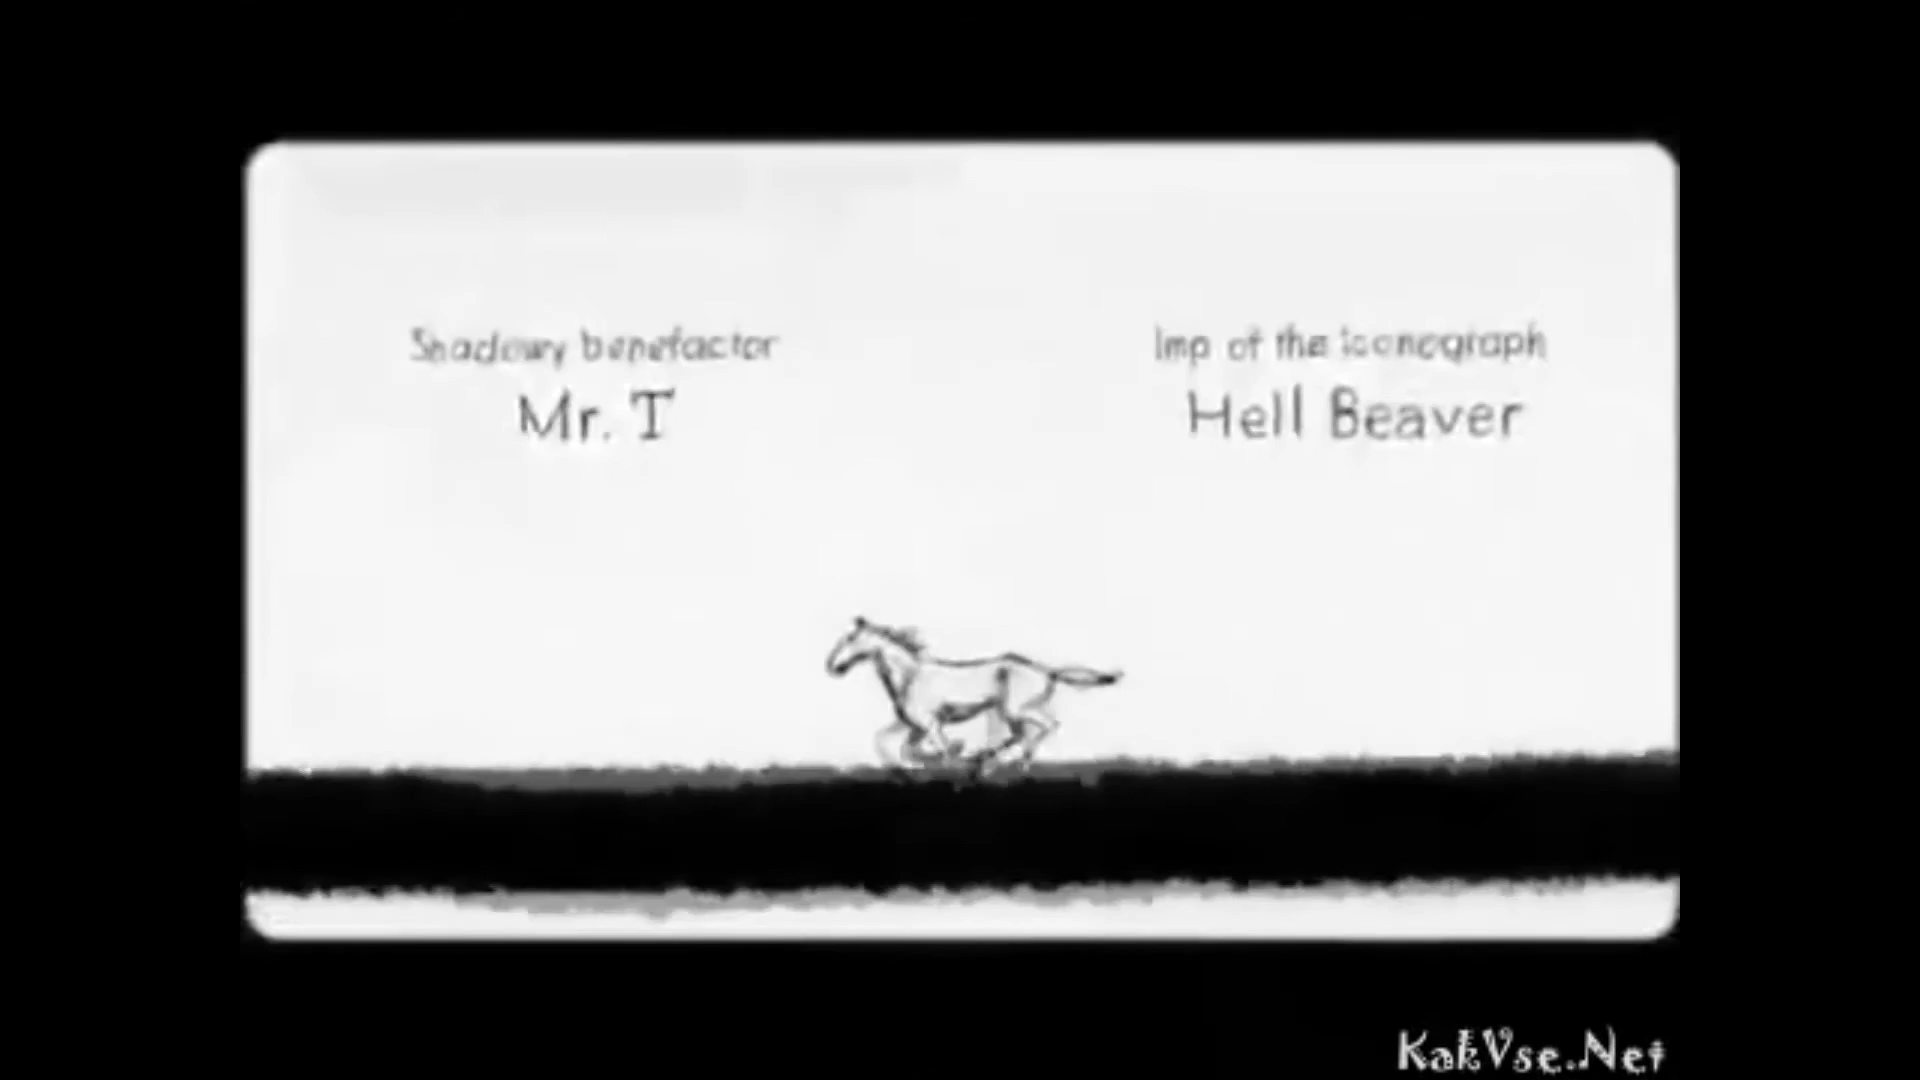 Shadowy benefactor
Mr. T
Imp of the iconograph
Hell Beaver
KakVse.Net